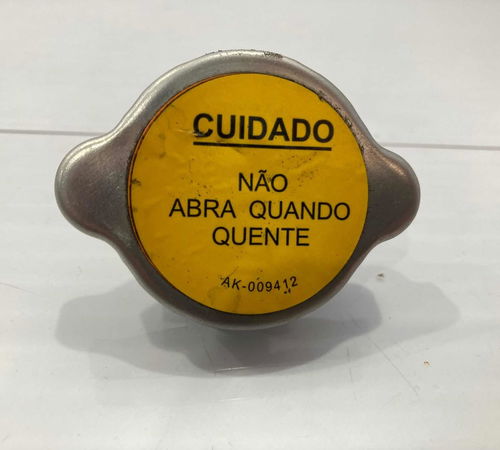 CUIDADO
NÃO
ABRA QUANDO
QUENTE
AK-009412